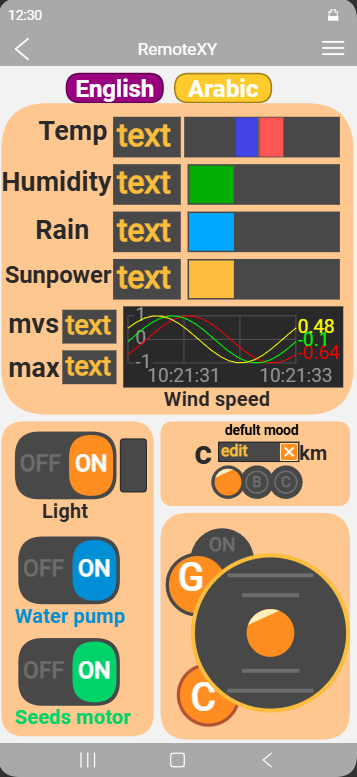 12:30
RemoteXY
English Arabic
Temp text
Humidity text
Rain text
Sunpower text
mvs text
max text
1
0
-1
0.48
-0.1
-0.64
10:21:31 10:21:33
Wind speed
OFF ON
Light
defult mood
c edit km
B C
OFF ON
Water pump
OFF ON
Seeds motor
ON
G
C